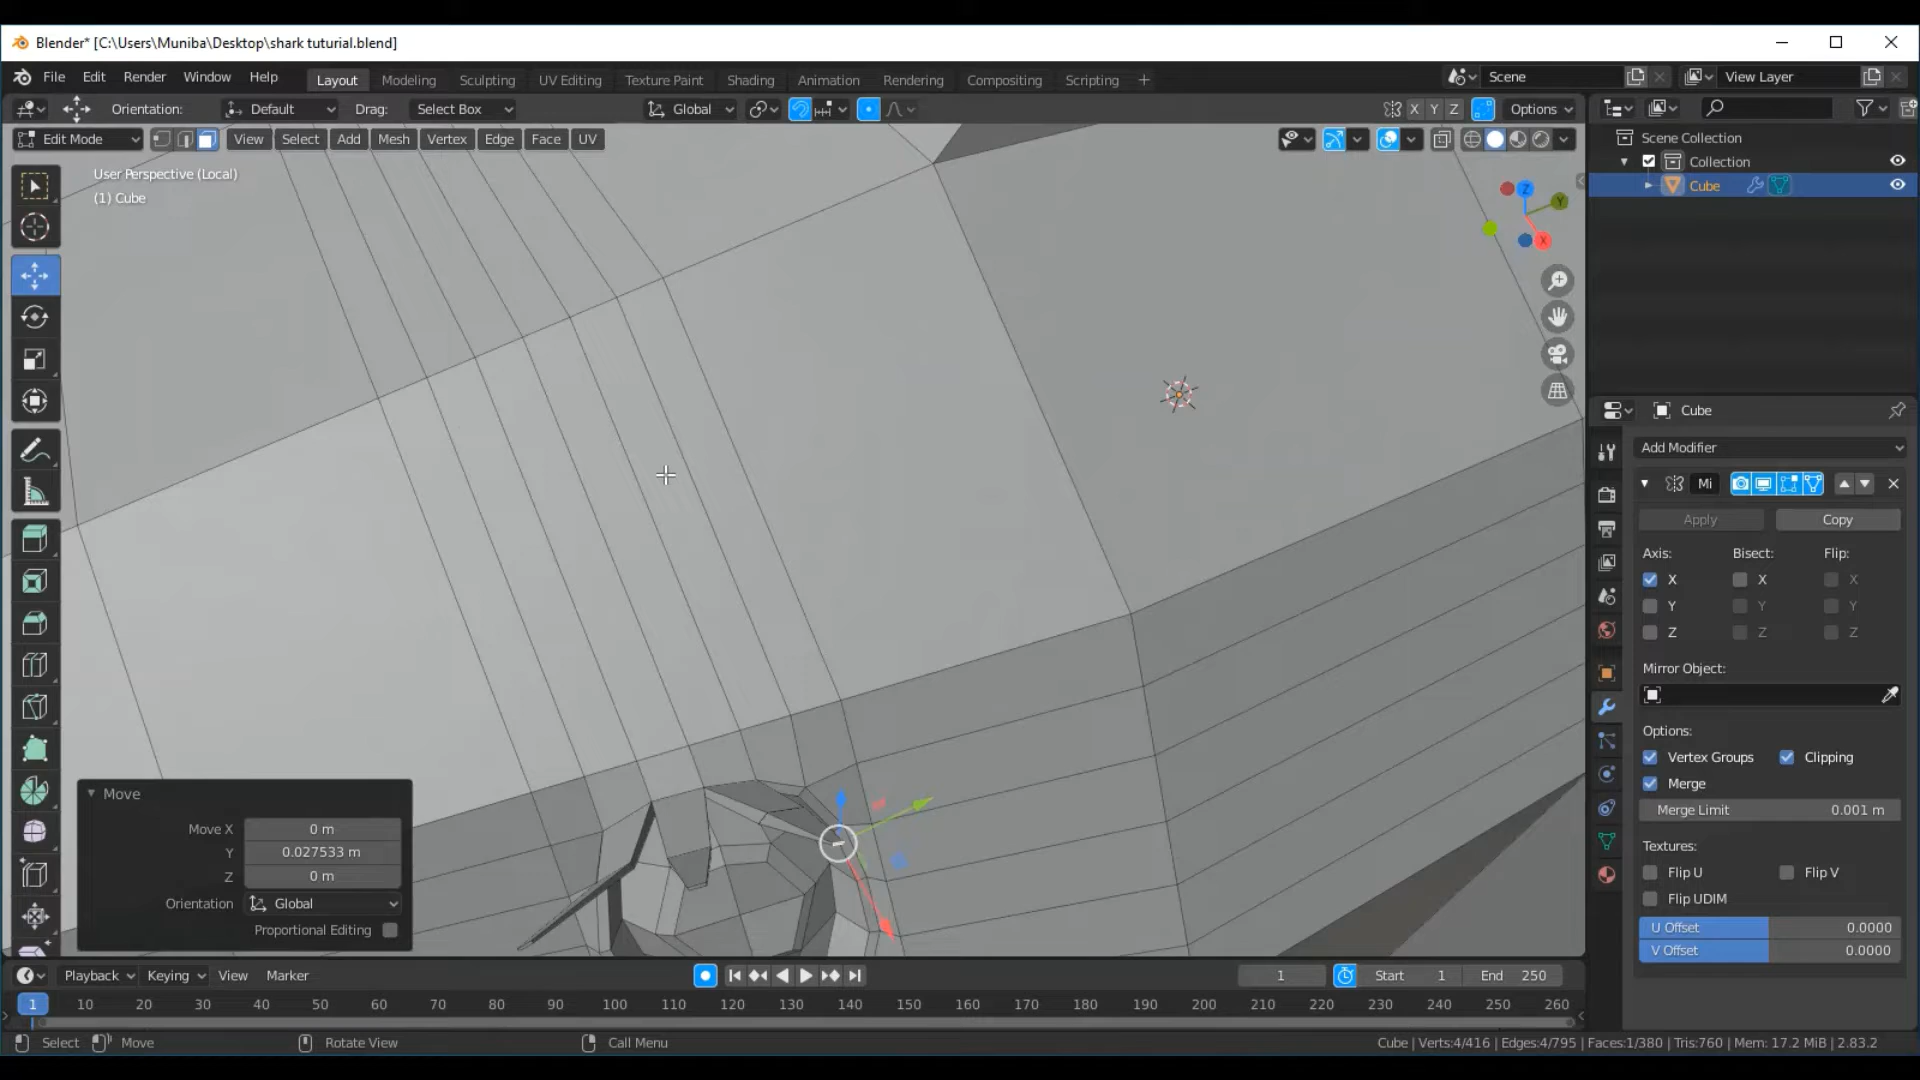 Blender* [C:\Users\Muniba\Desktop\shark tuturial.blend]
File Edit Render Window Help Layout Modeling Sculpting UV Editing Texture Paint Shading Animation Rendering Compositing Scripting + Scene View Layer
Orientation: Default Drag: Select Box Global X Y Z Options
Edit Mode View Select Add Mesh Vertex Edge Face UV
Scene Collection
Collection
Cube
User Perspective (Local)
(1) Cube
Z
Y
X
Cube
Add Modifier
Mi
Apply Copy
Axis: Bisect: Flip:
X X X
Y Y Y
Z Z Z
Mirror Object:
Options:
Vertex Groups Clipping
Merge
Merge Limit 0.001 m
Textures:
Flip U Flip V
Flip UDIM
U Offset 0.0000
V Offset 0.0000
Move
Move X 0 m
Y 0.027533 m
Z 0 m
Orientation Global
Proportional Editing
Playback Keying View Marker 1 Start 1 End 250
1 10 20 30 40 50 60 70 80 90 100 110 120 130 140 150 160 170 180 190 200 210 220 230 240 250 260
Select Move Rotate View Call Menu Cube | Verts:4/416 | Edges:4/795 | Faces:1/380 | Tris:760 | Mem: 17.2 MiB | 2.83.2